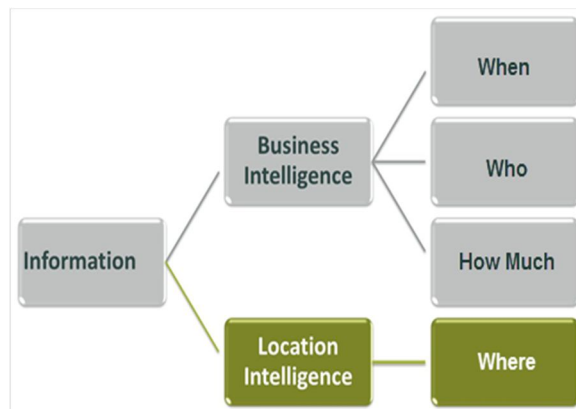 When
Business
Intelligence
Who
Information
How Much
Location
Intelligence
Where